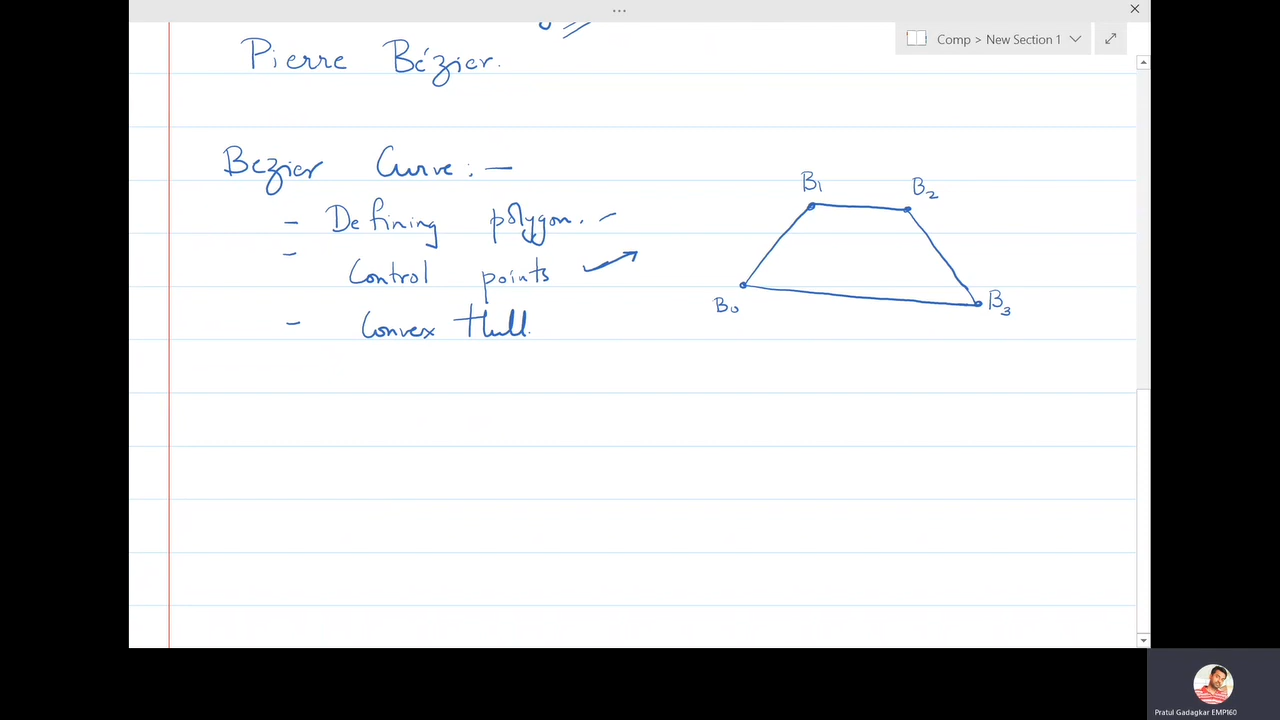 Comp > New Section 1
Pierre Bézier.
Bezier Curve: -
- Defining polygon. -
- Control points
- Convex Hull.
B1
B2
B0
B3
Pratul Gadagkar EMP160